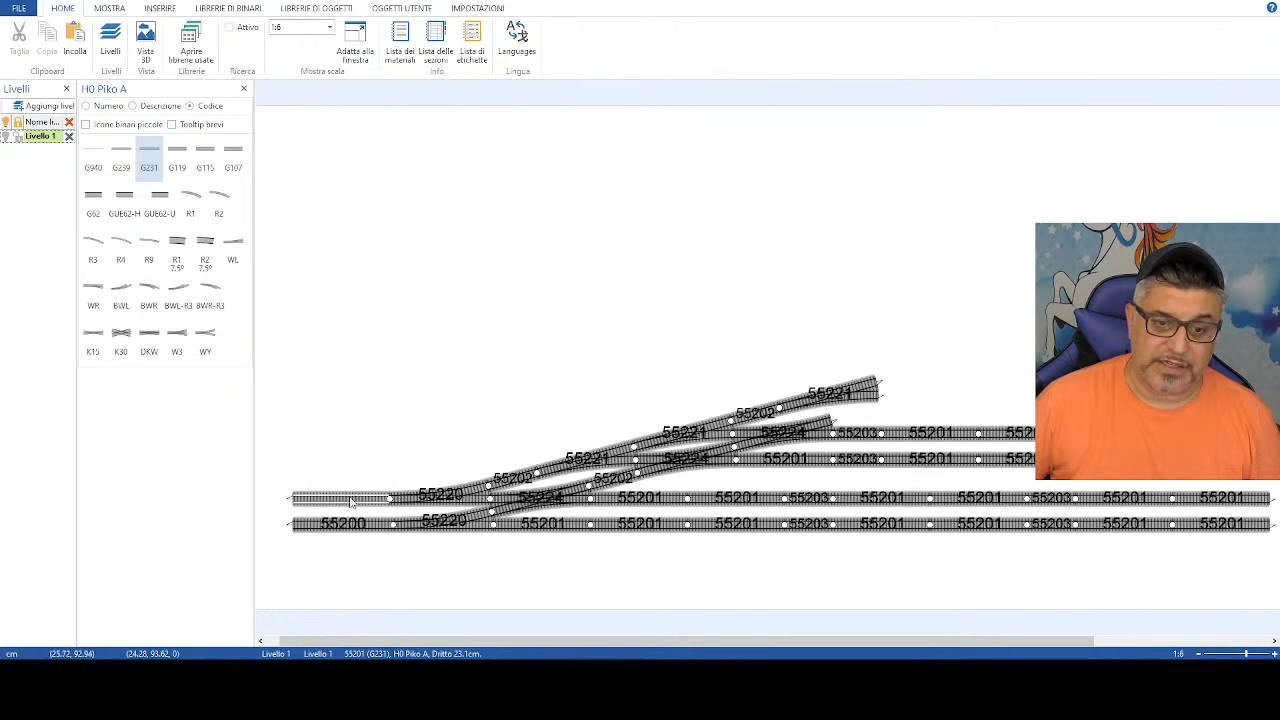 FILE HOME MOSTRA INSERIRE LIBRERIE DI BINARI LIBRERIE DI OGGETTI OGGETTI UTENTE IMPOSTAZIONI
Attivo
1:6
Taglia Copia Incolla Livelli Vista 3D Aprire librerie usate Adatta alla finestra Lista dei materiali Lista delle sezioni Lista di etichette Languages
Clipboard Livelli Vista Librerie Ricerca Mostra scala Info Lingua
Livelli
Aggiungi livel
Nome li...
Livello 1
H0 Piko A
Numero Descrizione Codice
Icone binari piccole Tooltip brevi
G940 G239 G231 G119 G115 G107
G62 GUE62-H GUE62-U R1 R2
R3 R4 R9 R1 7.5° R2 7.5° WL
WR BWL BWR BWL-R3 BWR-R3
K15 K30 DKW W3 WY
55221
55202
55221 55224 55203 55201 5520
55221 55224 55201 55203 55201 5520
55202 55202
55220 55224 55201 55201 55203 55201 55201 55203 55201 55201
55200 55220 55201 55201 55203 55201 55201 55203 55201 55201
cm (25.72, 92.94) (24.28, 93.62, 0) Livello 1 Livello 1 55201 (G231), H0 Piko A, Dritto 23.1cm. 1:6